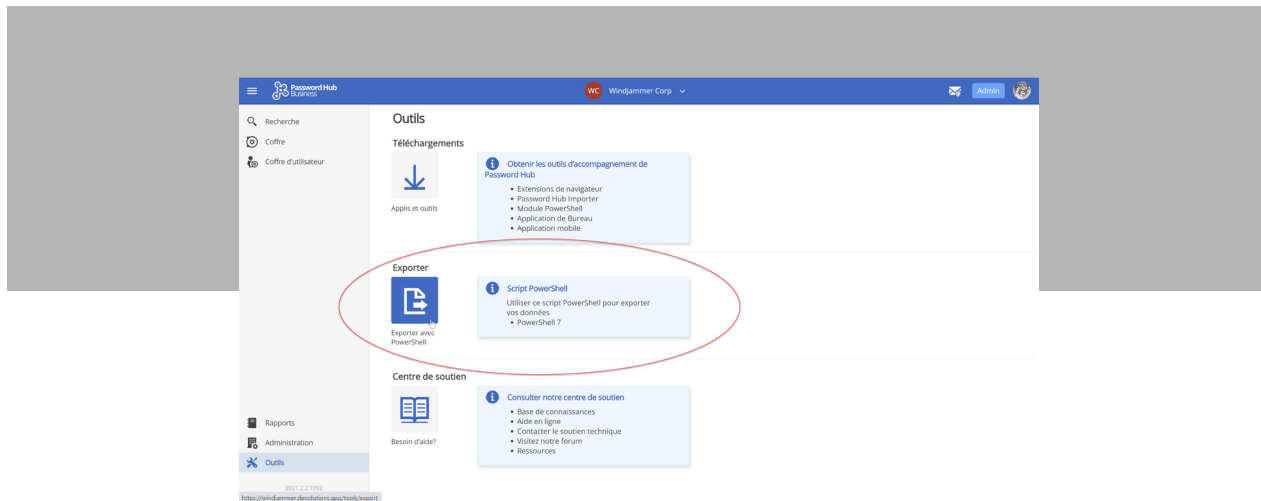 Password Hub
Business
WC Windjammer Corp
Admin
Recherche
Coffre
Coffre d'utilisateur
Outils
Téléchargements
Applis et outils
Obtenir les outils d'accompagnement de
Password Hub
• Extensions de navigateur
• Password Hub Importer
• Module PowerShell
• Application de Bureau
• Application mobile
Exporter
Exporter avec
PowerShell
Script PowerShell
Utiliser ce script PowerShell pour exporter
vos données
• PowerShell 7
Centre de soutien
Besoin d'aide?
Consulter notre centre de soutien
• Base de connaissances
• Aide en ligne
• Contacter le soutien technique
• Visitez notre forum
• Ressources
Rapports
Administration
Outils
2021.2.2.1092
https://windjammer.devolutions.app/tools/export